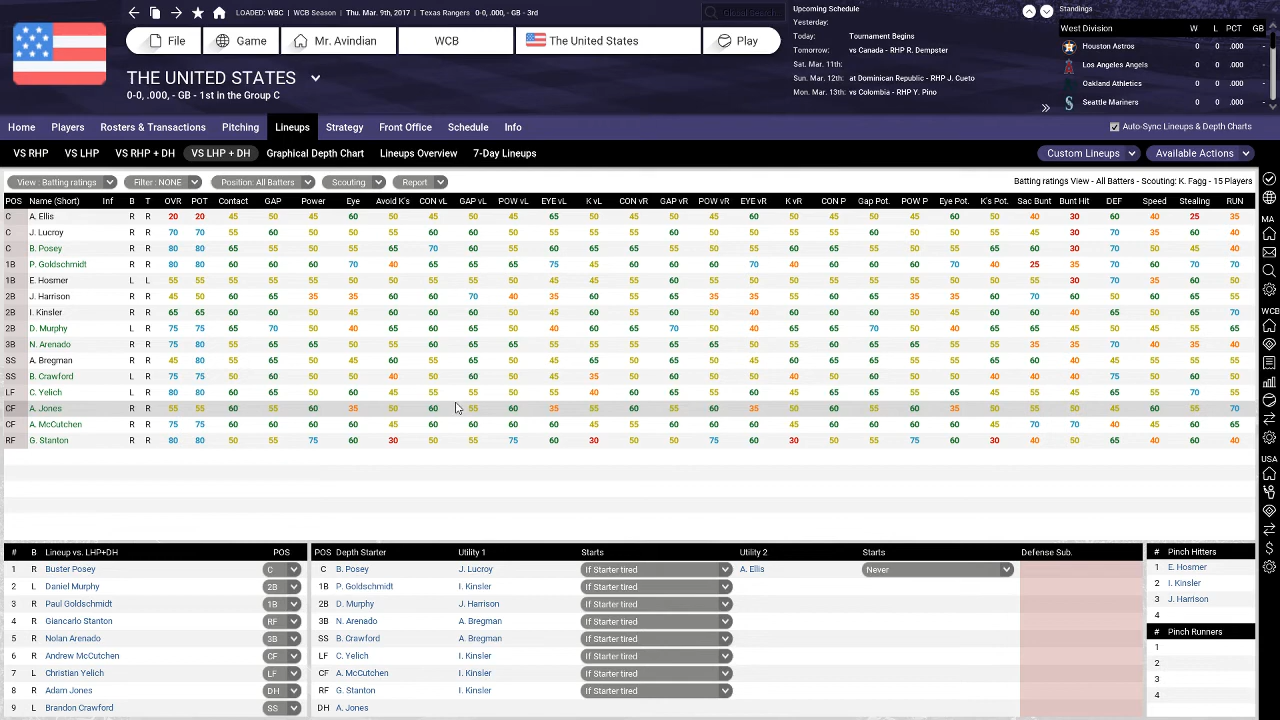 LOADED: WBC | WCB Season | Thu. Mar. 9th, 2017 | Texas Rangers 0-0, .000, - GB - 3rd
Global Search
File Game Mr. Avindian WCB The United States Play
THE UNITED STATES
0-0, .000, - GB - 1st in the Group C
Upcoming Schedule
Yesterday:
Today: Tournament Begins
Tomorrow: vs Canada - RHP R. Dempster
Sat. Mar. 11th:
Sun. Mar. 12th: at Dominican Republic - RHP J. Cueto
Mon. Mar. 13th: vs Colombia - RHP Y. Pino
Standings
West Division W L PCT GB
Houston Astros 0 0 .000 -
Los Angeles Angels 0 0 .000 -
Oakland Athletics 0 0 .000 -
Seattle Mariners 0 0 .000 -
Home Players Rosters & Transactions Pitching Lineups Strategy Front Office Schedule Info
Auto-Sync Lineups & Depth Charts
VS RHP VS LHP VS RHP + DH VS LHP + DH Graphical Depth Chart Lineups Overview 7-Day Lineups
Custom Lineups Available Actions
View : Batting ratings Filter : NONE Position: All Batters Scouting Report
Batting ratings View - All Batters - Scouting: K. Fagg - 15 Players
POS Name (Short) Inf B T OVR POT Contact GAP Power Eye Avoid K's CON vL GAP vL POW vL EYE vL K vL CON vR GAP vR POW vR EYE vR K vR CON P Gap Pot. POW P Eye Pot. K's Pot. Sac Bunt Bunt Hit DEF Speed Stealing RUN
C A. Ellis R R 20 20 45 50 45 60 50 45 50 45 65 50 45 50 45 60 50 45 50 45 60 50 40 30 60 40 25 35
C J. Lucroy R R 70 70 55 60 50 50 55 55 60 50 50 65 55 60 50 50 55 55 60 50 50 55 45 30 70 35 60 40
C B. Posey R R 80 80 65 55 50 55 65 70 60 55 60 65 60 55 50 55 60 65 55 50 55 65 60 30 70 50 45 40
1B P. Goldschmidt R R 80 80 60 60 60 70 40 65 65 65 75 45 60 60 60 70 40 60 60 60 70 40 25 35 70 40 60 70
1B E. Hosmer L L 55 55 55 50 55 50 50 50 50 50 50 45 55 50 55 55 50 55 50 55 50 50 50 30 70 35 60 40
2B J. Harrison R R 45 50 60 65 35 35 55 60 70 40 35 60 60 65 35 35 55 60 65 35 35 55 70 60 50 60 65 65
2B I. Kinsler R R 65 65 60 55 50 45 60 60 55 50 50 65 60 55 50 40 60 60 55 50 45 60 60 40 65 50 55 70
2B D. Murphy L R 75 75 65 70 50 40 65 60 65 50 40 60 65 70 50 40 65 65 70 50 40 65 65 45 50 45 55 65
3B N. Arenado R R 75 80 55 65 65 50 55 60 65 65 50 65 55 65 65 50 55 55 65 65 50 55 35 35 70 40 35 40
SS A. Bregman R R 45 80 55 60 50 45 60 55 60 50 45 65 55 60 50 45 55 65 65 55 55 65 60 40 45 55 55 55
SS B. Crawford L R 75 75 50 60 50 50 40 50 60 45 50 35 50 60 50 50 40 50 60 50 50 40 40 40 75 50 60 60
LF C. Yelich L R 80 80 60 65 50 60 45 55 55 50 55 40 60 65 55 60 45 60 65 55 65 45 55 45 55 50 70 55
CF A. Jones R R 55 55 60 55 60 35 50 60 55 60 35 55 60 55 60 35 50 60 55 60 35 50 50 50 45 60 55 70
CF A. McCutchen R R 75 75 60 60 60 60 45 60 60 60 60 50 55 60 60 60 45 60 60 60 60 45 70 70 40 55 60 65
RF G. Stanton R R 80 80 50 55 75 60 30 50 55 75 60 30 50 50 75 60 30 50 55 75 60 30 40 50 65 45 60 40
# B Lineup vs. LHP+DH POS
1 R Buster Posey C
2 L Daniel Murphy 2B
3 R Paul Goldschmidt 1B
4 R Giancarlo Stanton RF
5 R Nolan Arenado 3B
6 R Andrew McCutchen CF
7 L Christian Yelich LF
8 R Adam Jones DH
9 L Brandon Crawford SS
POS Depth Starter Utility 1 Starts Utility 2 Starts Defense Sub.
C B. Posey J. Lucroy If Starter tired A. Ellis Never
1B P. Goldschmidt I. Kinsler If Starter tired
2B D. Murphy J. Harrison If Starter tired
3B N. Arenado A. Bregman If Starter tired
SS B. Crawford A. Bregman If Starter tired
LF C. Yelich I. Kinsler If Starter tired
CF A. McCutchen I. Kinsler If Starter tired
RF G. Stanton I. Kinsler If Starter tired
DH A. Jones
# Pinch Hitters
1 E. Hosmer
2 I. Kinsler
3 J. Harrison
4
# Pinch Runners
1
2
3
4
MA
WCB
USA